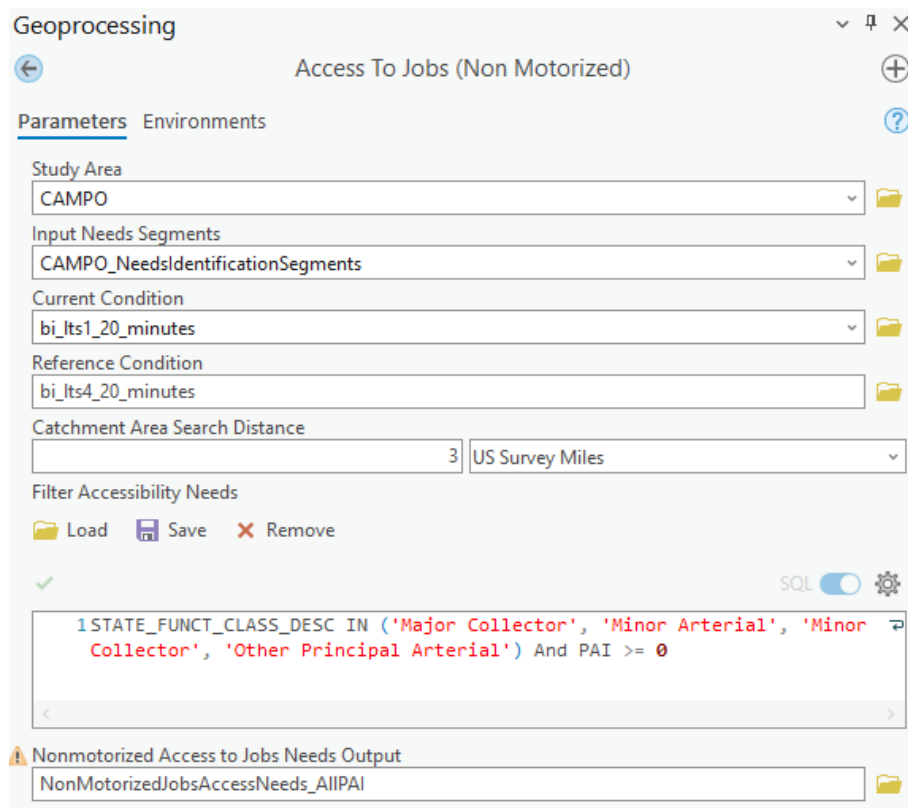 Geoprocessing
Access To Jobs (Non Motorized)
Parameters Environments
Study Area
CAMPO
Input Needs Segments
CAMPO_NeedsIdentificationSegments
Current Condition
bi_lts1_20_minutes
Reference Condition
bi_lts4_20_minutes
Catchment Area Search Distance
3 US Survey Miles
Filter Accessibility Needs
Load Save Remove
SQL
1 STATE_FUNCT_CLASS_DESC IN ('Major Collector', 'Minor Arterial', 'Minor
Collector', 'Other Principal Arterial') And PAI >= 0
Nonmotorized Access to Jobs Needs Output
NonMotorizedJobsAccessNeeds_AllPAI